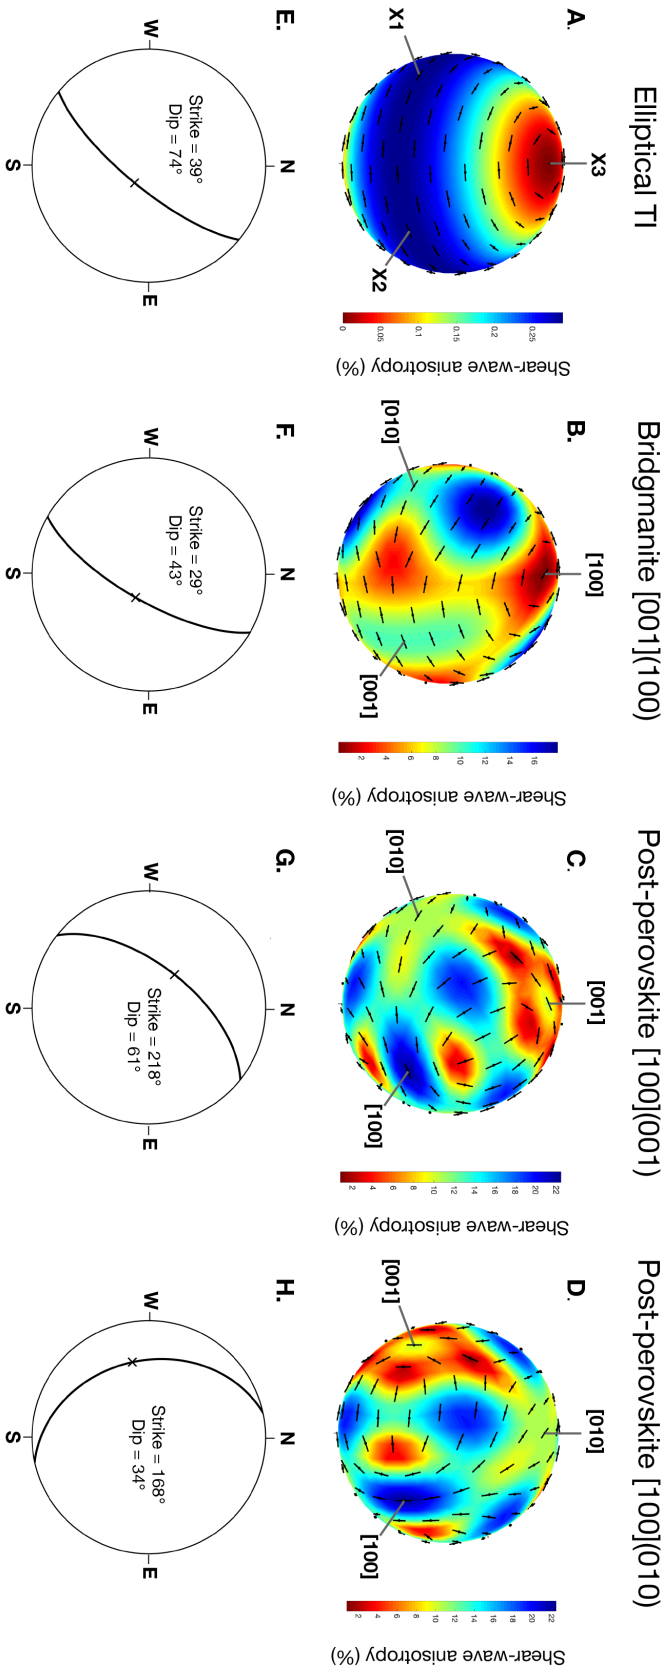 Elliptical TI
A.
X3
X1
X2
0
0.05
0.1
0.15
0.2
0.25
Shear-wave anisotropy (%)
E.
N
W
E
S
Strike = 39°
Dip = 74°
Bridgmanite [001](100)
B.
[100]
[010]
[001]
2
4
6
8
10
12
14
16
Shear-wave anisotropy (%)
F.
N
W
E
S
Strike = 29°
Dip = 43°
Post-perovskite [100](001)
C.
[001]
[010]
[100]
2
4
6
8
10
12
14
16
18
20
22
Shear-wave anisotropy (%)
G.
N
W
E
S
Strike = 218°
Dip = 61°
Post-perovskite [100](010)
D.
[010]
[001]
[100]
2
4
6
8
10
12
14
16
18
20
22
Shear-wave anisotropy (%)
H.
N
W
E
S
Strike = 168°
Dip = 34°